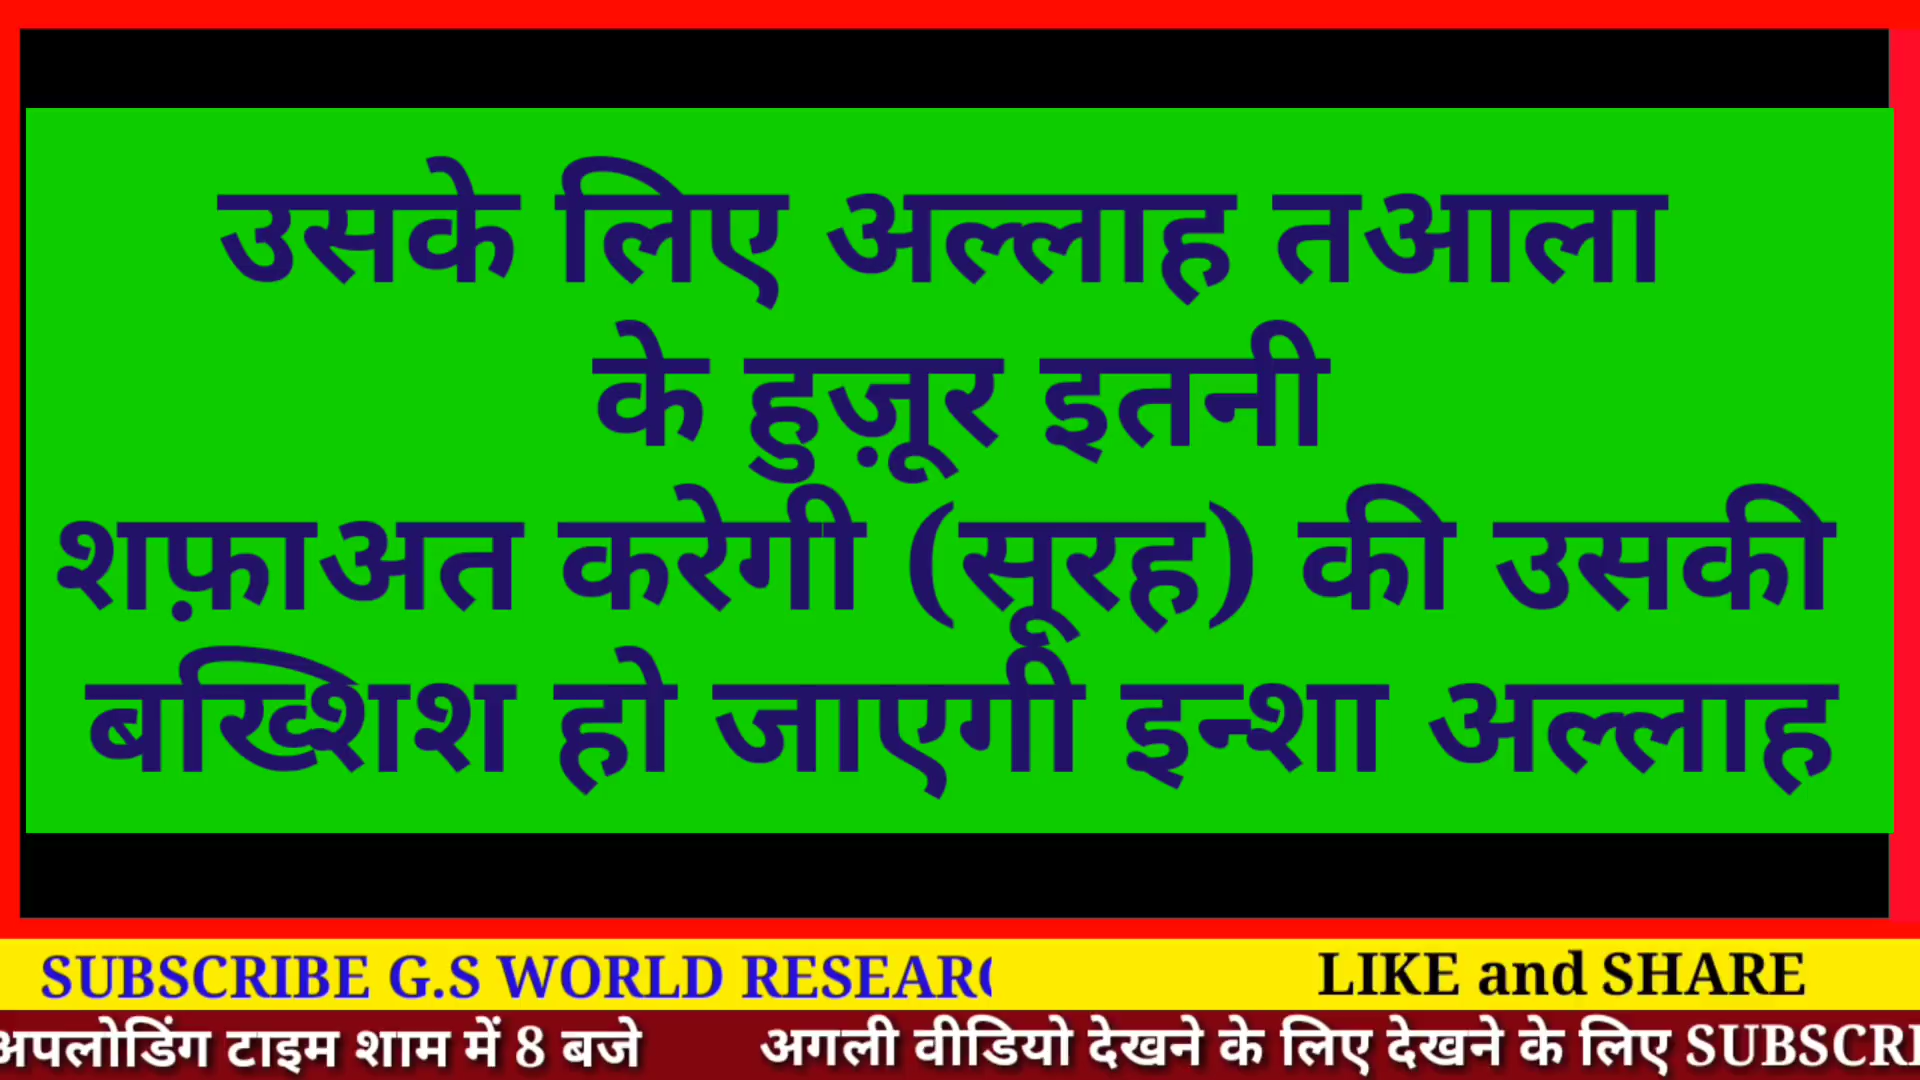 उसके लिए अल्लाह तआला
के हुज़ूर इतनी
शफ़ाअत करेगी (सूरह) की उसकी
बख्शिश हो जाएगी इन्शा अल्लाह
SUBSCRIBE G.S WORLD RESEARC LIKE and SHARE
अपलोडिंग टाइम शाम में 8 बजे अगली वीडियो देखने के लिए देखने के लिए SUBSCRI